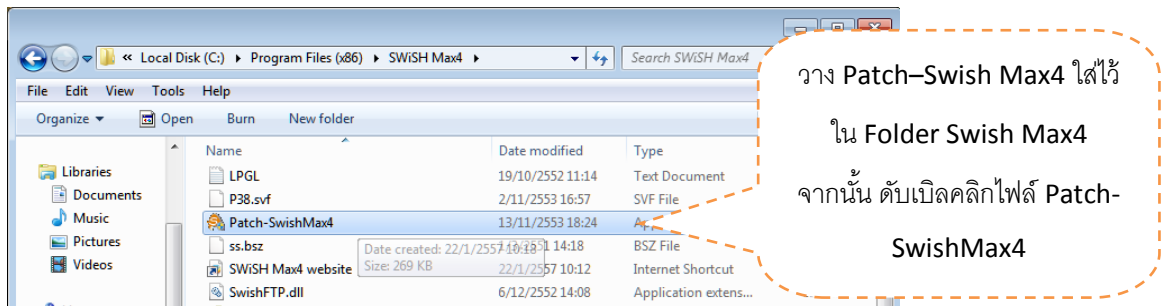 « Local Disk (C:) ▸ Program Files (x86) ▸ SWiSH Max4 ▸
Search SWiSH Max4
File Edit View Tools Help
Organize ▾ Open Burn New folder
Name Date modified Type
Libraries
Documents
Music
Pictures
Videos
LPGL 19/10/2552 11:14 Text Document
P38.svf 2/11/2553 16:57 SVF File
Patch-SwishMax4 13/11/2553 18:24
ss.bsz 14:18 BSZ File
SWiSH Max4 website 22/1/2557 10:12 Internet Shortcut
SwishFTP.dll 6/12/2552 14:08 Application extens...
Date created: 22/1/2557 10:18
Size: 269 KB
วาง Patch–Swish Max4 ใส่ไว้
ใน Folder Swish Max4
จากนั้น ดับเบิลคลิกไฟล์ Patch-
SwishMax4